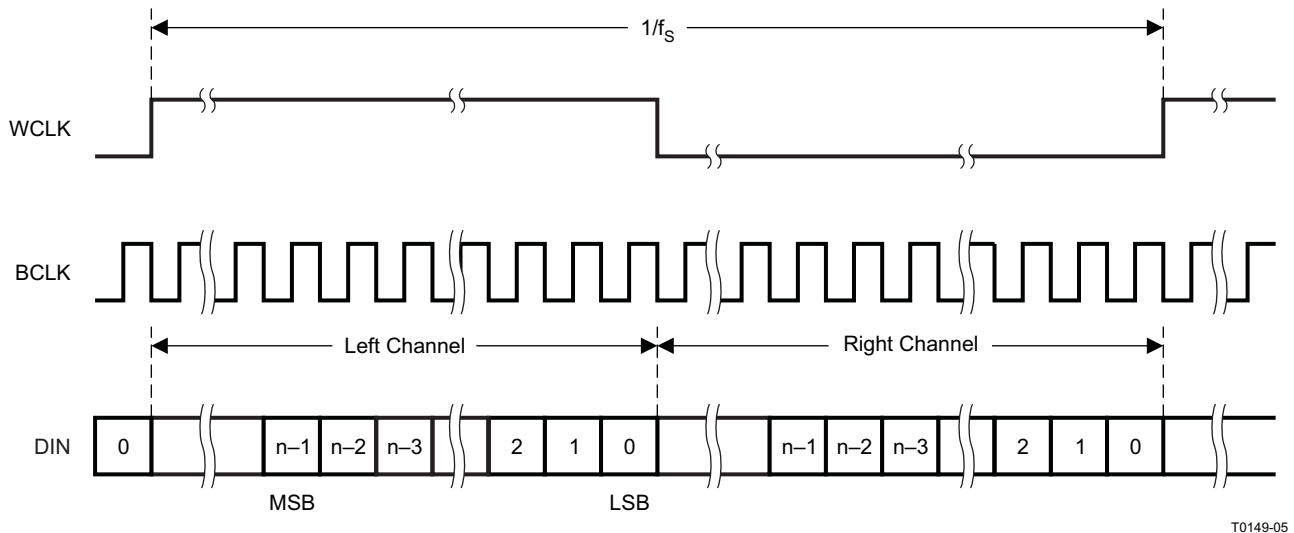 1/fS
WCLK
BCLK
Left Channel
Right Channel
DIN
0 n–1 n–2 n–3 2 1 0 n–1 n–2 n–3 2 1 0
MSB LSB
T0149-05